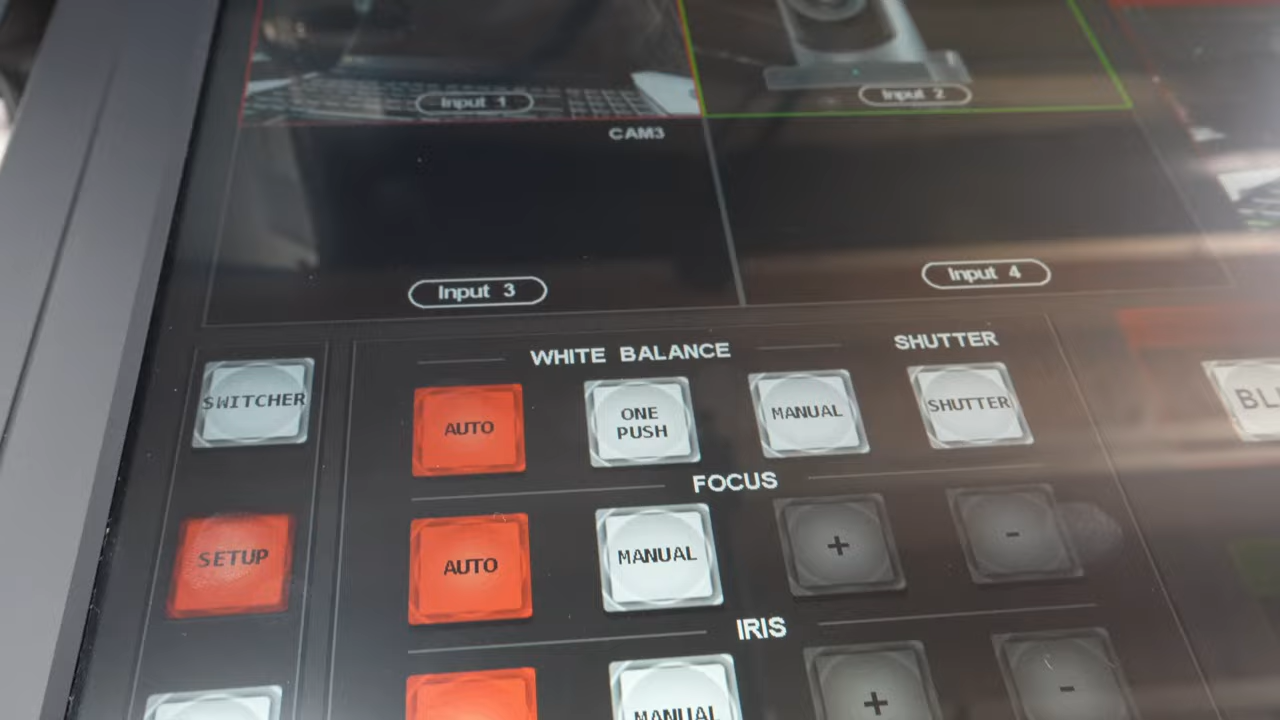 Input 1
Input 2
CAM3
Input 3
Input 4
WHITE BALANCE
SHUTTER
SWITCHER
AUTO
ONE
PUSH
MANUAL
SHUTTER
BL
FOCUS
SETUP
AUTO
MANUAL
+
-
IRIS
MANUAL
+
-